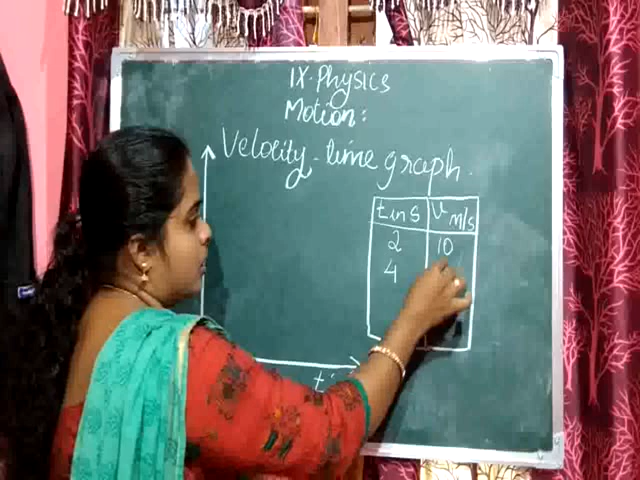 IX. Physics
Motion:
Velocity - time graph.
t in s V m/s
2 10
4